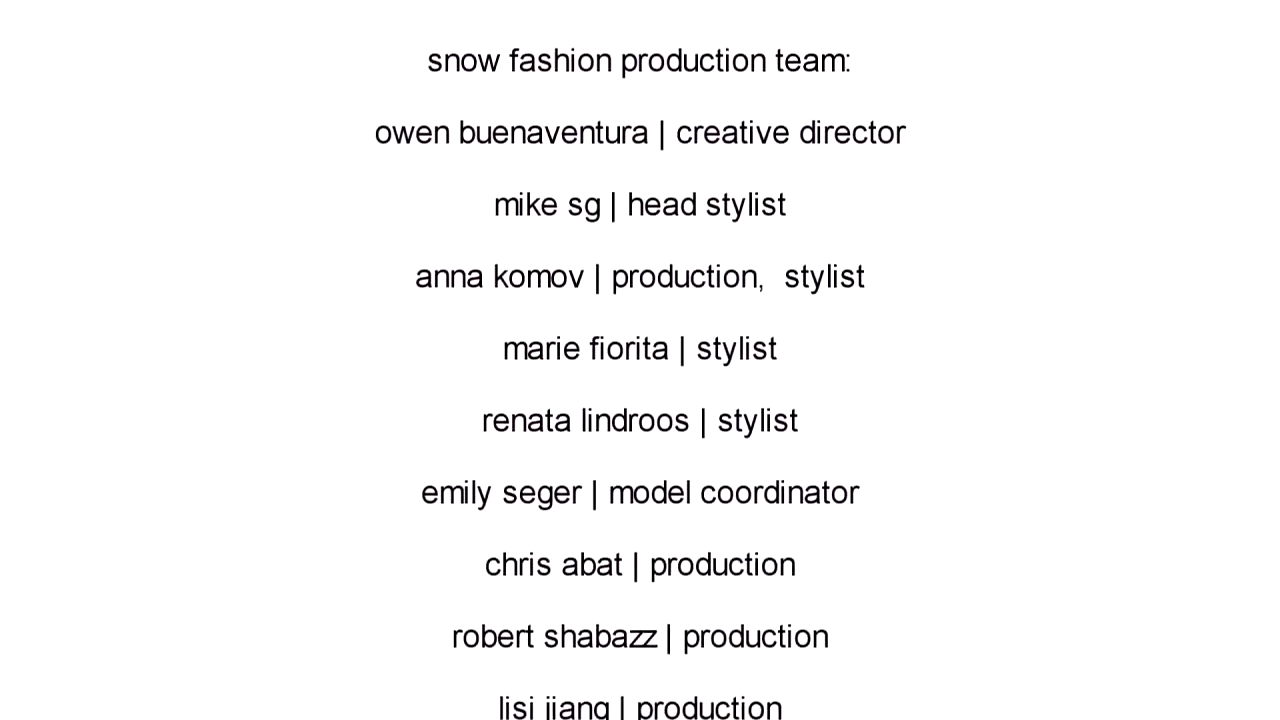 snow fashion production team:
owen buenaventura | creative director
mike sg | head stylist
anna komov | production,  stylist
marie fiorita | stylist
renata lindroos | stylist
emily seger | model coordinator
chris abat | production
robert shabazz | production
lisi jiang | production